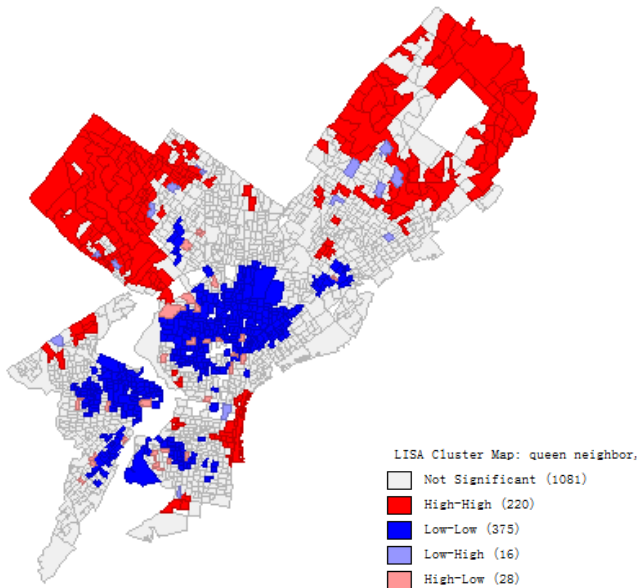 LISA Cluster Map: queen neighbor,
Not Significant (1081)
High-High (220)
Low-Low (375)
Low-High (16)
High-Low (28)